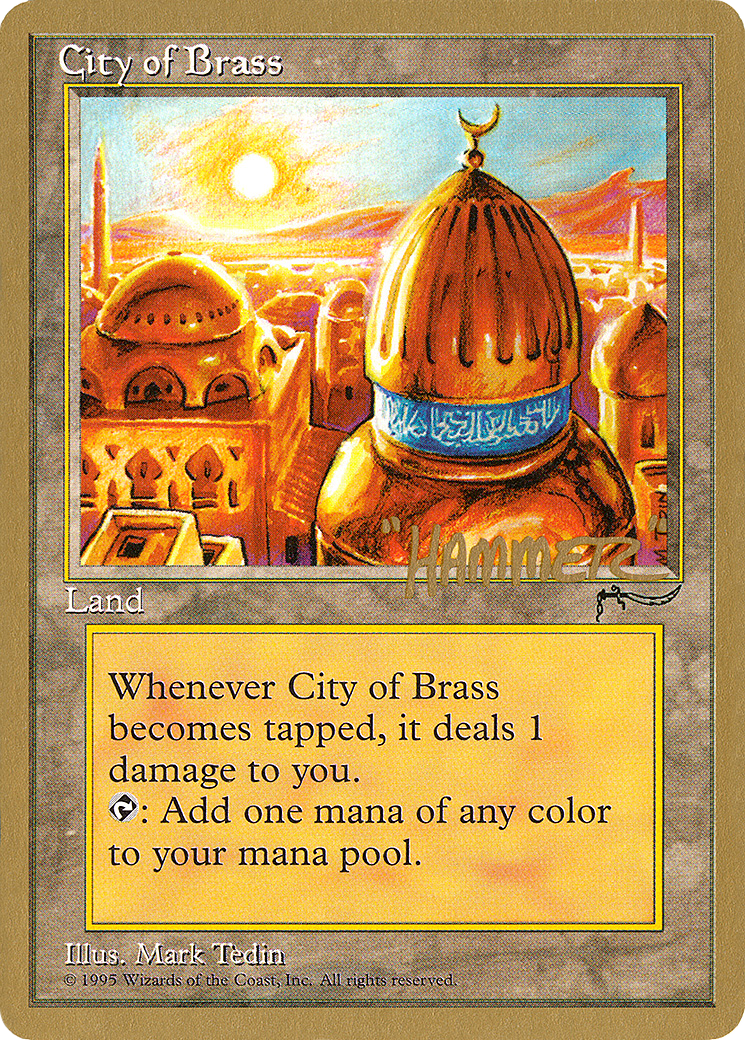 City of Brass
"HAMMER"
Land
Whenever City of Brass
becomes tapped, it deals 1
damage to you.
: Add one mana of any color
to your mana pool.
Illus. Mark Tedin
© 1995 Wizards of the Coast, Inc. All rights reserved.